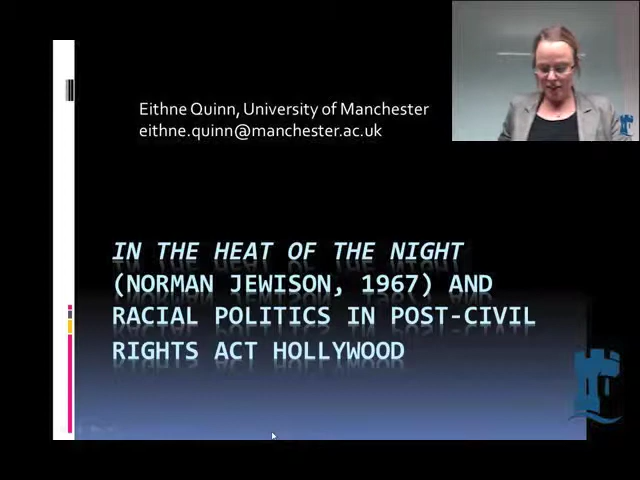 Eithne Quinn, University of Manchester
eithne.quinn@manchester.ac.uk
IN THE HEAT OF THE NIGHT
(NORMAN JEWISON, 1967) AND
RACIAL POLITICS IN POST-CIVIL
RIGHTS ACT HOLLYWOOD